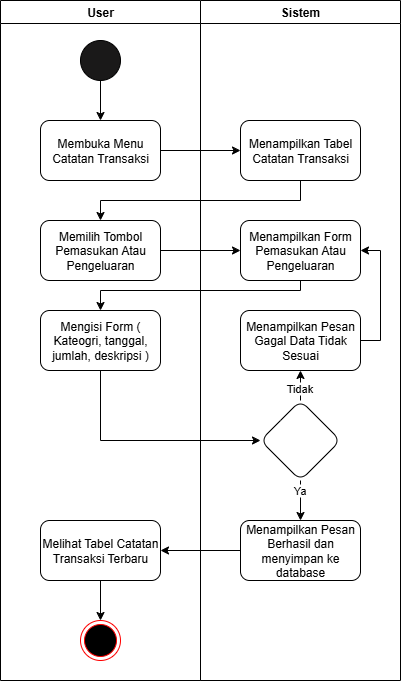 User
Sistem
Membuka Menu
Catatan Transaksi
Menampilkan Tabel
Catatan Transaksi
Memilih Tombol
Pemasukan Atau
Pengeluaran
Menampilkan Form
Pemasukan Atau
Pengeluaran
Mengisi Form (
Kateogri, tanggal,
jumlah, deskripsi )
Menampilkan Pesan
Gagal Data Tidak
Sesuai
Tidak
Ya
Melihat Tabel Catatan
Transaksi Terbaru
Menampilkan Pesan
Berhasil dan
menyimpan ke
database